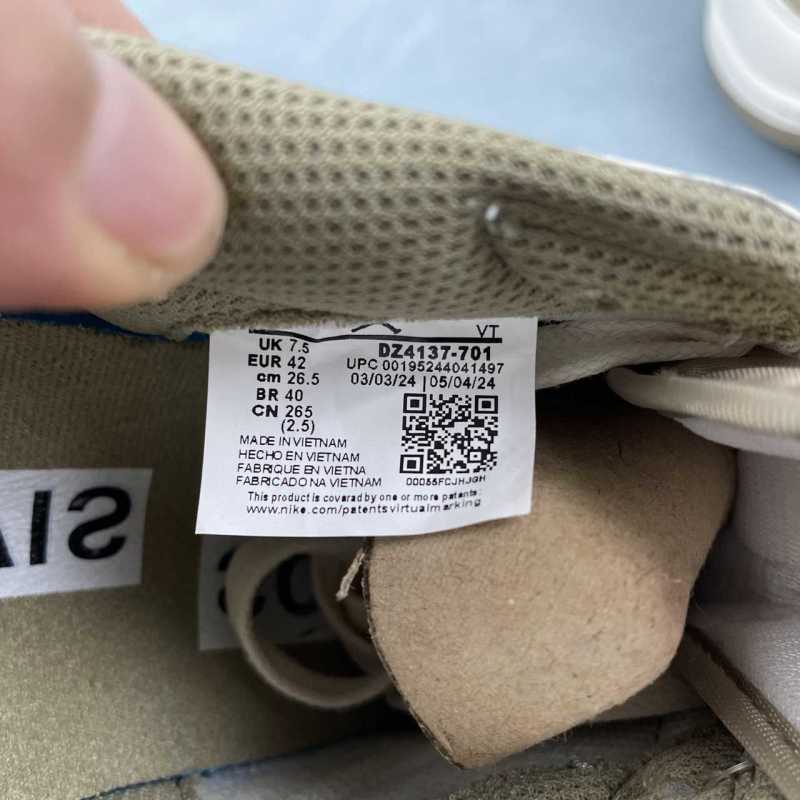 VT
UK 7.5
EUR 42
cm 26.5
BR 40
CN 265
(2.5)
DZ4137-701
UPC 00195244041497
03/03/24 | 05/04/24
MADE IN VIETNAM
HECHO EN VIETNAM
FABRIQUE EN VIETNA
FABRICADO NA VIETNAM
00055FCJHJGH
This product is covered by one or more patents:
www.nike.com/patentsvirtualmarking